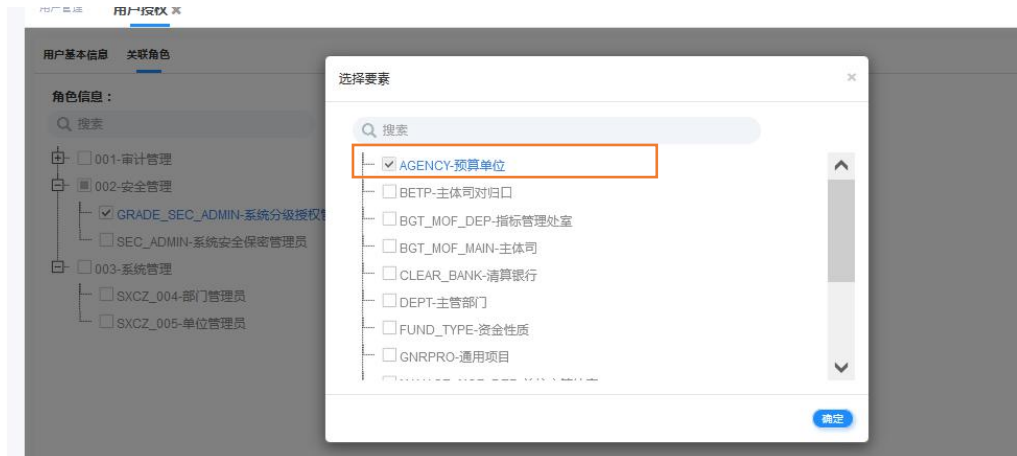 用户授权 ×
用户基本信息 关联角色
角色信息：
搜索
001-审计管理
002-安全管理
GRADE_SEC_ADMIN-系统分级授权
SEC_ADMIN-系统安全保密管理员
003-系统管理
SXCZ_004-部门管理员
SXCZ_005-单位管理员
选择要素 ×
搜索
AGENCY-预算单位
BETP-主体司对归口
BGT_MOF_DEP-指标管理处室
BGT_MOF_MAIN-主体司
CLEAR_BANK-清算银行
DEPT-主管部门
FUND_TYPE-资金性质
GNRPRO-通用项目
确定